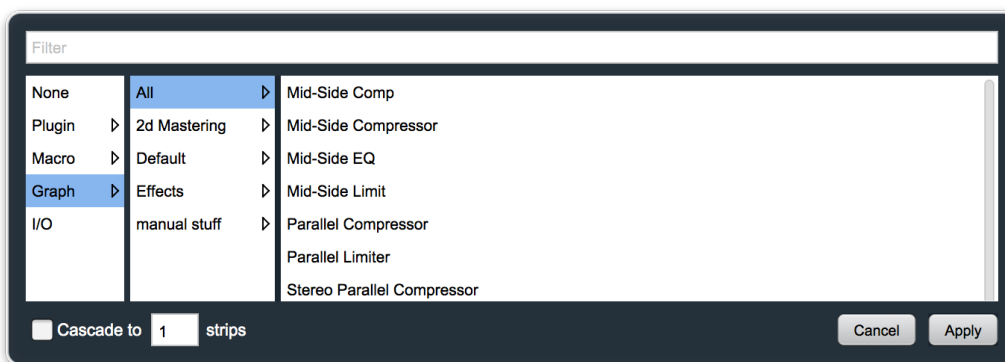 Filter
None
Plugin
Macro
Graph
I/O
All
2d Mastering
Default
Effects
manual stuff
Mid-Side Comp
Mid-Side Compressor
Mid-Side EQ
Mid-Side Limit
Parallel Compressor
Parallel Limiter
Stereo Parallel Compressor
Cascade to 1 strips
Cancel
Apply